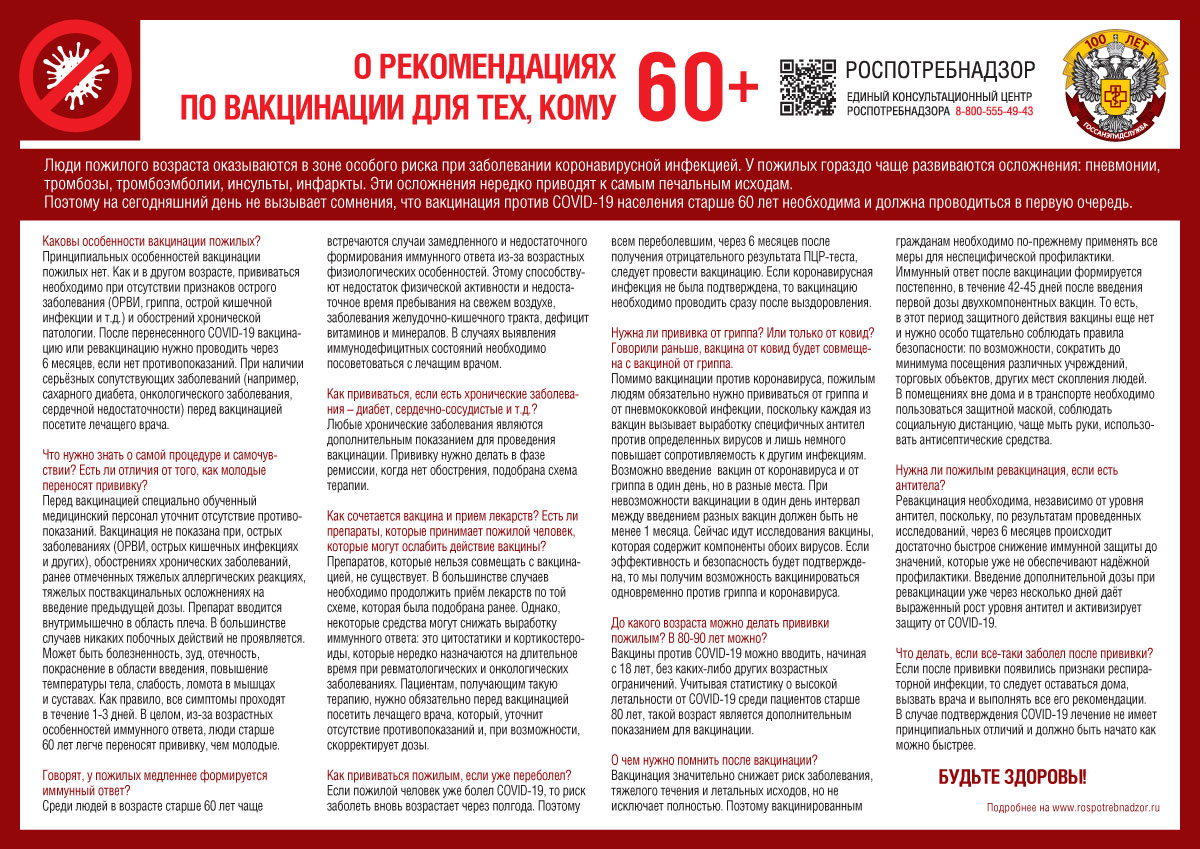 О РЕКОМЕНДАЦИЯХ
ПО ВАКЦИНАЦИИ ДЛЯ ТЕХ, КОМУ 60+
РОСПОТРЕБНАДЗОР
ЕДИНЫЙ КОНСУЛЬТАЦИОННЫЙ ЦЕНТР
РОСПОТРЕБНАДЗОРА 8-800-555-49-43
100 ЛЕТ
ГОССАНЭПИДСЛУЖБА
Люди пожилого возраста оказываются в зоне особого риска при заболевании коронавирусной инфекцией. У пожилых гораздо чаще развиваются осложнения: пневмонии,
тромбозы, тромбоэмболии, инсульты, инфаркты. Эти осложнения нередко приводят к самым печальным исходам.
Поэтому на сегодняшний день не вызывает сомнения, что вакцинация против COVID-19 населения старше 60 лет необходима и должна проводиться в первую очередь.
Каковы особенности вакцинации пожилых?
Принципиальных особенностей вакцинации
пожилых нет. Как и в другом возрасте, прививаться
необходимо при отсутствии признаков острого
заболевания (ОРВИ, гриппа, острой кишечной
инфекции и т.д.) и обострений хронической
патологии. После перенесенного COVID-19 вакцина-
цию или ревакцинацию нужно проводить через
6 месяцев, если нет противопоказаний. При наличии
серьёзных сопутствующих заболеваний (например,
сахарного диабета, онкологического заболевания,
сердечной недостаточности) перед вакцинацией
посетите лечащего врача.
Что нужно знать о самой процедуре и самочув-
ствии? Есть ли отличия от того, как молодые
переносят прививку?
Перед вакцинацией специально обученный
медицинский персонал уточнит отсутствие противо-
показаний. Вакцинация не показана при, острых
заболеваниях (ОРВИ, острых кишечных инфекциях
и других), обострениях хронических заболеваний,
ранее отмеченных тяжелых аллергических реакциях,
тяжелых поствакцинальных осложнениях на
введение предыдущей дозы. Препарат вводится
внутримышечно в область плеча. В большинстве
случаев никаких побочных действий не проявляется.
Может быть болезненность, зуд, отечность,
покраснение в области введения, повышение
температуры тела, слабость, ломота в мышцах
и суставах. Как правило, все симптомы проходят
в течение 1-3 дней. В целом, из-за возрастных
особенностей иммунного ответа, люди старше
60 лет легче переносят прививку, чем молодые.
Говорят, у пожилых медленнее формируется
иммунный ответ?
Среди людей в возрасте старше 60 лет чаще
встречаются случаи замедленного и недостаточного
формирования иммунного ответа из-за возрастных
физиологических особенностей. Этому способству-
ют недостаток физической активности и недоста-
точное время пребывания на свежем воздухе,
заболевания желудочно-кишечного тракта, дефицит
витаминов и минералов. В случаях выявления
иммунодефицитных состояний необходимо
посоветоваться с лечащим врачом.
Как прививаться, если есть хронические заболева-
ния – диабет, сердечно-сосудистые и т.д.?
Любые хронические заболевания являются
дополнительным показанием для проведения
вакцинации. Прививку нужно делать в фазе
ремиссии, когда нет обострения, подобрана схема
терапии.
Как сочетается вакцина и прием лекарств? Есть ли
препараты, которые принимает пожилой человек,
которые могут ослабить действие вакцины?
Препаратов, которые нельзя совмещать с вакцина-
цией, не существует. В большинстве случаев
необходимо продолжить приём лекарств по той
схеме, которая была подобрана ранее. Однако,
некоторые средства могут снижать выработку
иммунного ответа: это цитостатики и кортикостеро-
иды, которые нередко назначаются на длительное
время при ревматологических и онкологических
заболеваниях. Пациентам, получающим такую
терапию, нужно обязательно перед вакцинацией
посетить лечащего врача, который, уточнит
отсутствие противопоказаний и, при возможности,
скорректирует дозы.
Как прививаться пожилым, если уже переболел?
Если пожилой человек уже болел COVID-19, то риск
заболеть вновь возрастает через полгода. Поэтому
всем переболевшим, через 6 месяцев после
получения отрицательного результата ПЦР-теста,
следует провести вакцинацию. Если коронавирусная
инфекция не была подтверждена, то вакцинацию
необходимо проводить сразу после выздоровления.
Нужна ли прививка от гриппа? Или только от ковид?
Говорили раньше, вакцина от ковид будет совмеще-
на с вакциной от гриппа.
Помимо вакцинации против коронавируса, пожилым
людям обязательно нужно прививаться от гриппа и
от пневмококковой инфекции, поскольку каждая из
вакцин вызывает выработку специфичных антител
против определенных вирусов и лишь немного
повышает сопротивляемость к другим инфекциям.
Возможно введение вакцин от коронавируса и от
гриппа в один день, но в разные места. При
невозможности вакцинации в один день интервал
между введением разных вакцин должен быть не
менее 1 месяца. Сейчас идут исследования вакцины,
которая содержит компоненты обоих вирусов. Если
эффективность и безопасность будет подтвержде-
на, то мы получим возможность вакцинироваться
одновременно против гриппа и коронавируса.
До какого возраста можно делать прививки
пожилым? В 80-90 лет можно?
Вакцины против COVID-19 можно вводить, начиная
с 18 лет, без каких-либо других возрастных
ограничений. Учитывая статистику о высокой
летальности от COVID-19 среди пациентов старше
80 лет, такой возраст является дополнительным
показанием для вакцинации.
О чем нужно помнить после вакцинации?
Вакцинация значительно снижает риск заболевания,
тяжелого течения и летальных исходов, но не
исключает полностью. Поэтому вакцинированным
гражданам необходимо по-прежнему применять все
меры для неспецифической профилактики.
Иммунный ответ после вакцинации формируется
постепенно, в течение 42-45 дней после введения
первой дозы двухкомпонентных вакцин. То есть,
в этот период защитного действия вакцины еще нет
и нужно особо тщательно соблюдать правила
безопасности: по возможности, сократить до
минимума посещения различных учреждений,
торговых объектов, других мест скопления людей.
В помещениях вне дома и в транспорте необходимо
пользоваться защитной маской, соблюдать
социальную дистанцию, чаще мыть руки, использо-
вать антисептические средства.
Нужна ли пожилым ревакцинация, если есть
антитела?
Ревакцинация необходима, независимо от уровня
антител, поскольку, по результатам проведенных
исследований, через 6 месяцев происходит
достаточно быстрое снижение иммунной защиты до
значений, которые уже не обеспечивают надёжной
профилактики. Введение дополнительной дозы при
ревакцинации уже через несколько дней даёт
выраженный рост уровня антител и активизирует
защиту от COVID-19.
Что делать, если все-таки заболел после прививки?
Если после прививки появились признаки респира-
торной инфекции, то следует оставаться дома,
вызвать врача и выполнять все его рекомендации.
В случае подтверждения COVID-19 лечение не имеет
принципиальных отличий и должно быть начато как
можно быстрее.
БУДЬТЕ ЗДОРОВЫ!
Подробнее на www.rospotrebnadzor.ru